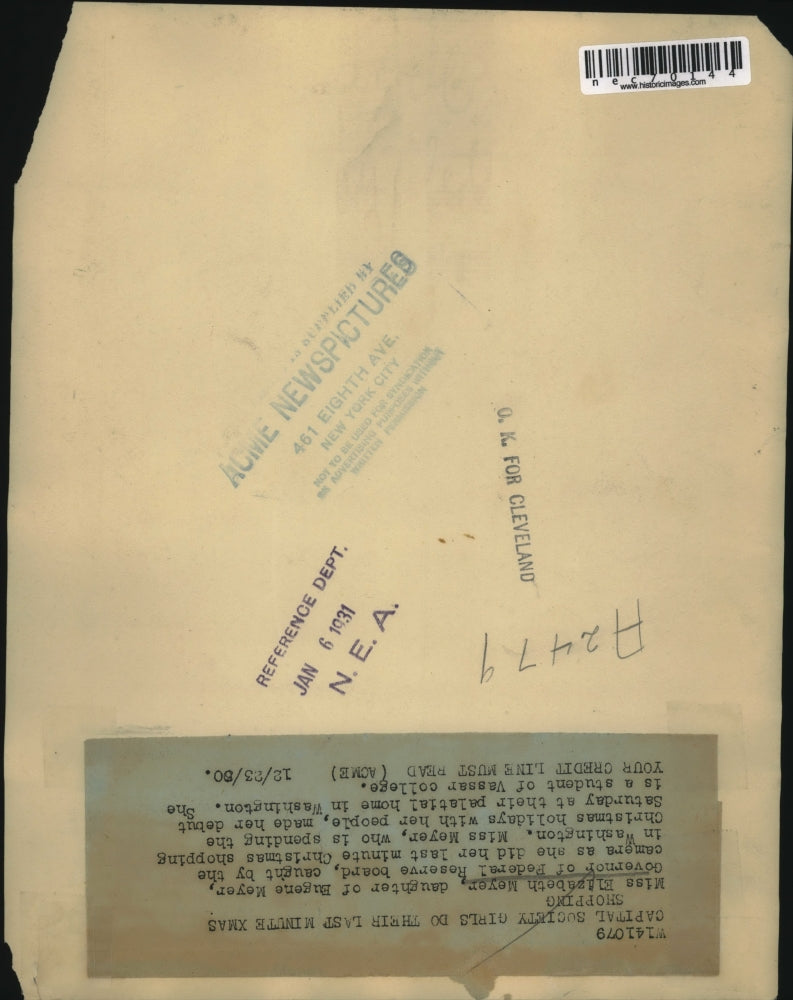 nec70144
www.historicimages.com
IS SUPPLIED BY
ACME NEWSPICTURES
461 EIGHTH AVE.
NEW YORK CITY
NOT TO BE USED FOR SYNDICATION
OR ADVERTISING PURPOSES WITHOUT
WRITTEN PERMISSION
O. K. FOR CLEVELAND
REFERENCE DEPT.
JAN 6 1931
N. E. A.
A2479
W141079
CAPITAL SOCIETY GIRLS DO THEIR LAST MINUTE XMAS
SHOPPING
Miss Elizabeth Meyer, daughter of Eugene Meyer,
Governor of Federal Reserve board, caught by the
camera as she did her last minute Christmas shopping
in Washington. Miss Meyer, who is spending the
Christmas holidays with her people, made her debut
Saturday at their palatial home in Washington. She
is a student of Vassar college.
YOUR CREDIT LINE MUST READ (ACME) 12/23/30.